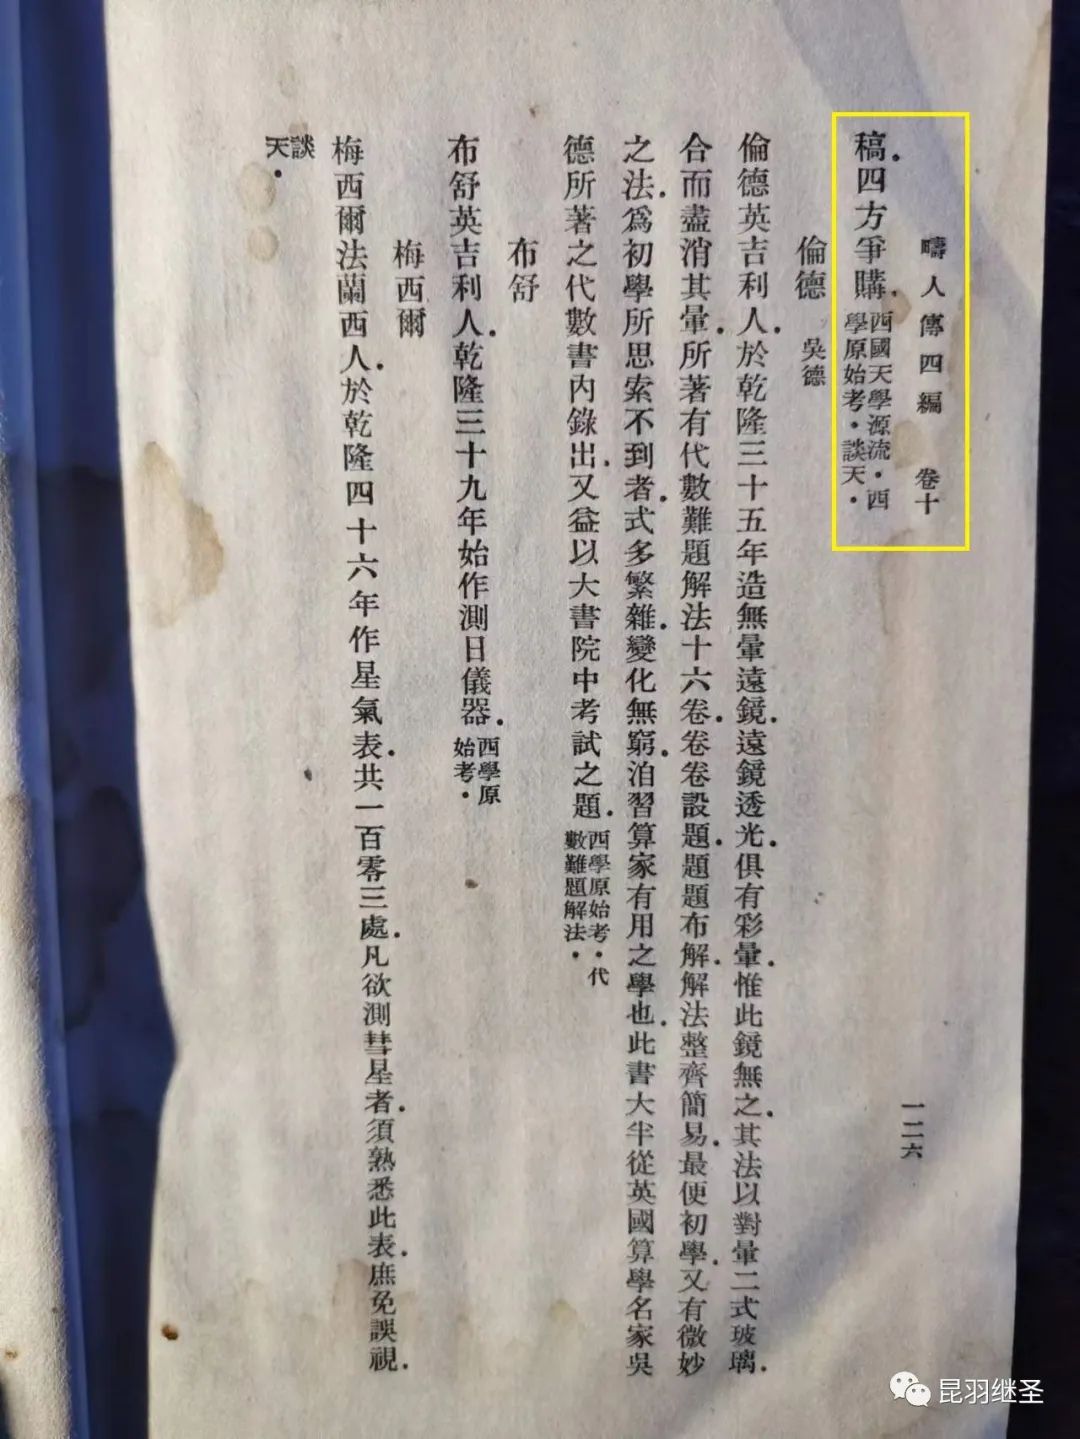 疇人傳四編　卷十
一二六
稿.四方爭購.西國天學源流・西學原始考・談天・
倫德　吳德
倫德英吉利人.於乾隆三十五年造無暈遠鏡.遠鏡透光.俱有彩暈.惟此鏡無之.其法以對暈二式玻璃.
合而盡消其暈.所著有代數難題解法十六卷.卷卷設題.題題布解.解法整齊簡易.最便初學.又有微妙
之法.爲初學所思索不到者.式多繁雜.變化無窮.洎習算家有用之學也.此書大半從英國算學名家吳
德所著之代數書內錄出.又益以大書院中考試之題.西學原始考・代數難題解法・
布舒
布舒英吉利人.乾隆三十九年始作測日儀器.西學原始考・
梅西爾
梅西爾法蘭西人.於乾隆四十六年作星氣表.共一百零三處.凡欲測彗星者.須熟悉此表.庶免誤視.
談天・
昆羽继圣